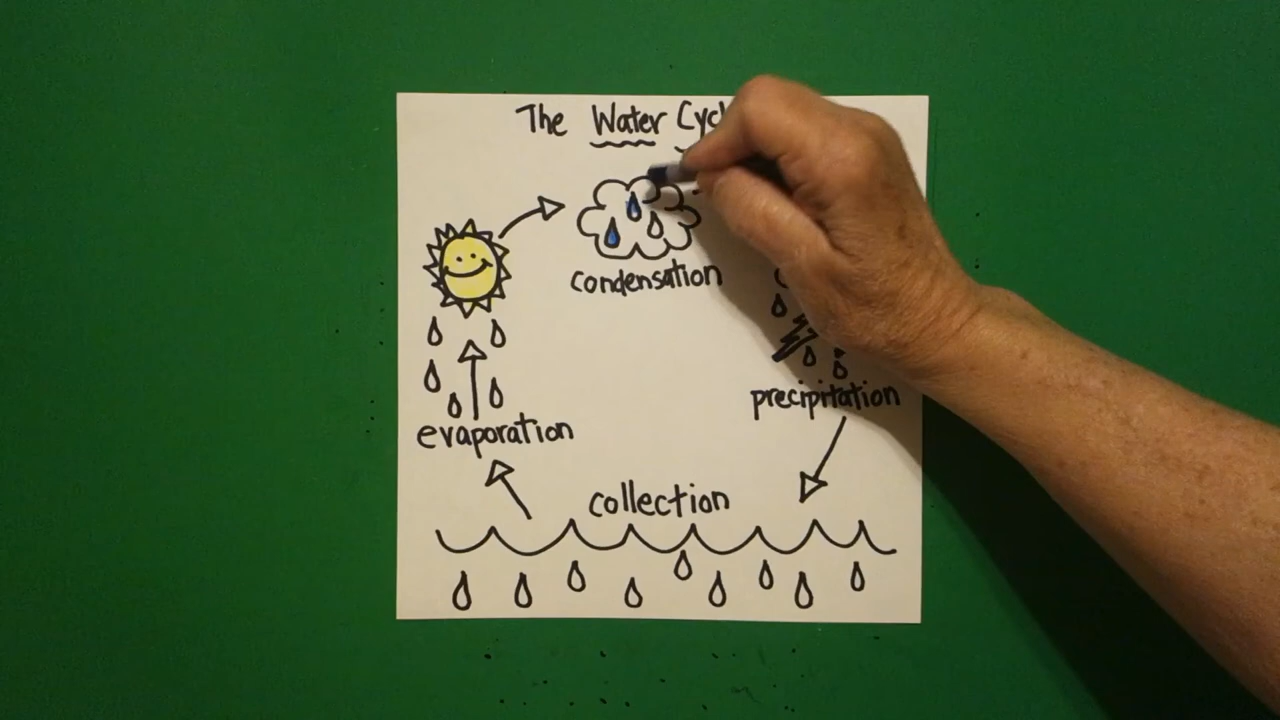 The Water
condensation
precipitation
evaporation
collection